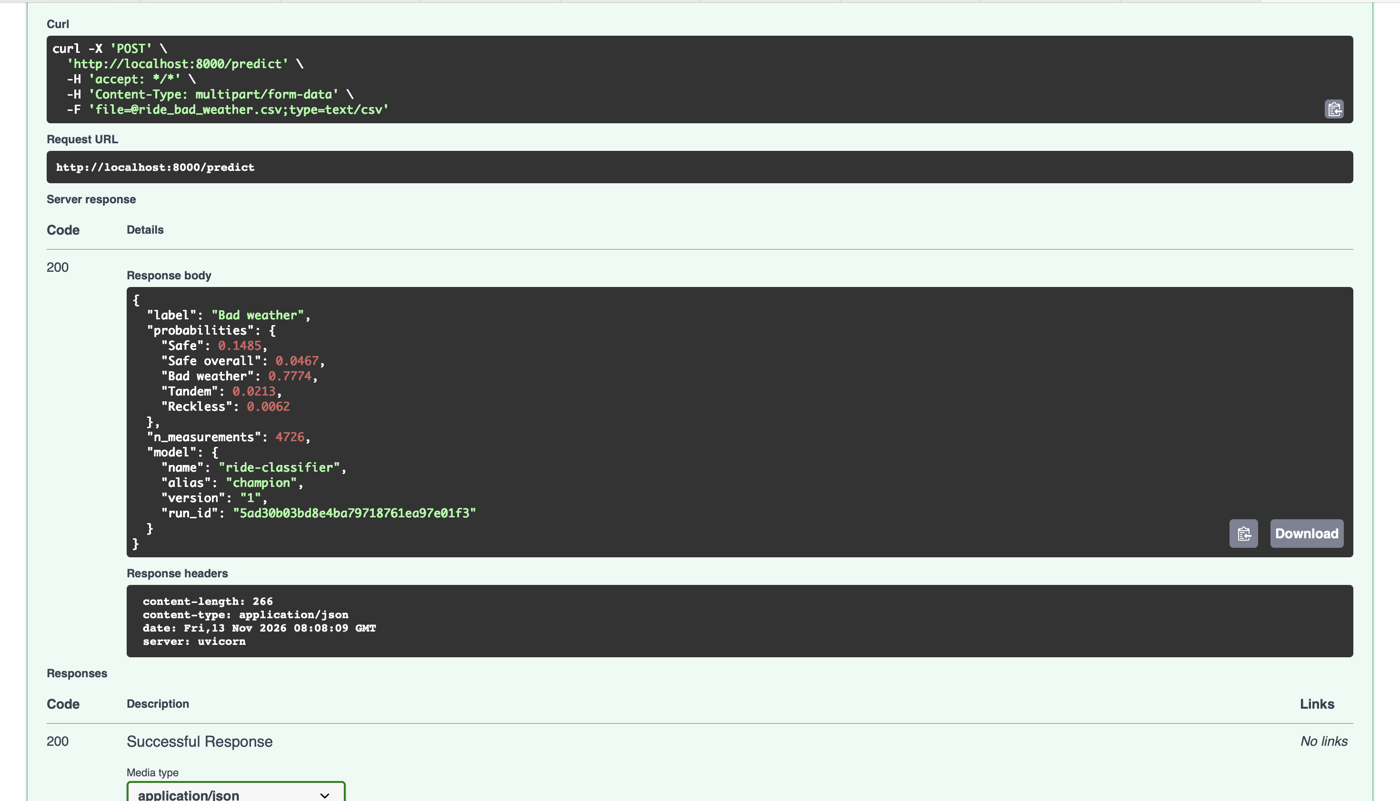 Curl
curl -X 'POST' \
  'http://localhost:8000/predict' \
  -H 'accept: */*' \
  -H 'Content-Type: multipart/form-data' \
  -F 'file=@ride_bad_weather.csv;type=text/csv'
Request URL
http://localhost:8000/predict
Server response
Code Details
200
Response body
{
  "label": "Bad weather",
  "probabilities": {
    "Safe": 0.1485,
    "Safe overall": 0.0467,
    "Bad weather": 0.7774,
    "Tandem": 0.0213,
    "Reckless": 0.0062
  },
  "n_measurements": 4726,
  "model": {
    "name": "ride-classifier",
    "alias": "champion",
    "version": "1",
    "run_id": "5ad30b03bd8e4ba79718761ea97e01f3"
  }
}
Download
Response headers
content-length: 266
content-type: application/json
date: Fri,13 Nov 2026 08:08:09 GMT
server: uvicorn
Responses
Code Description Links
200 Successful Response No links
Media type
application/json